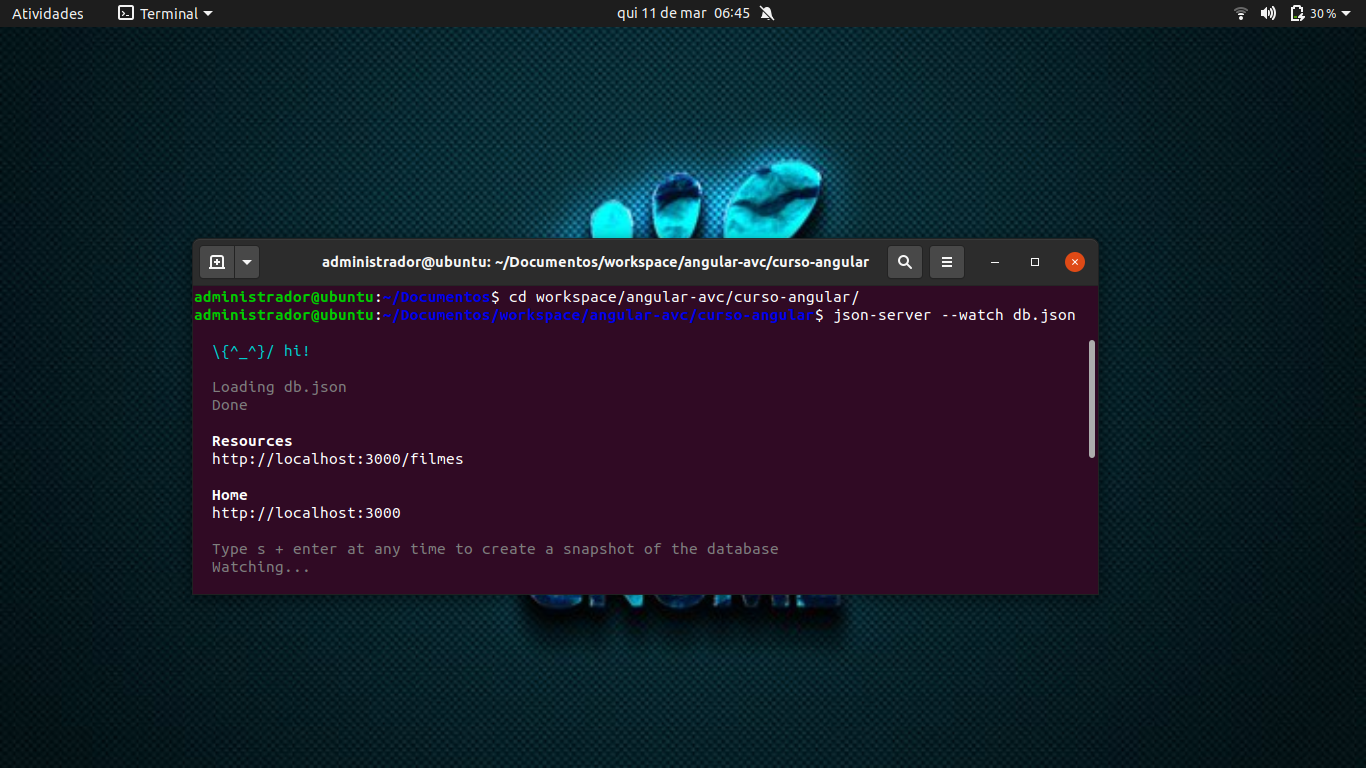 Atividades Terminal qui 11 de mar 06:45 30 %
administrador@ubuntu: ~/Documentos/workspace/angular-avc/curso-angular
administrador@ubuntu:~/Documentos$ cd workspace/angular-avc/curso-angular/
administrador@ubuntu:~/Documentos/workspace/angular-avc/curso-angular$ json-server --watch db.json
\{^_^}/ hi!
Loading db.json
Done
Resources
http://localhost:3000/filmes
Home
http://localhost:3000
Type s + enter at any time to create a snapshot of the database
Watching...